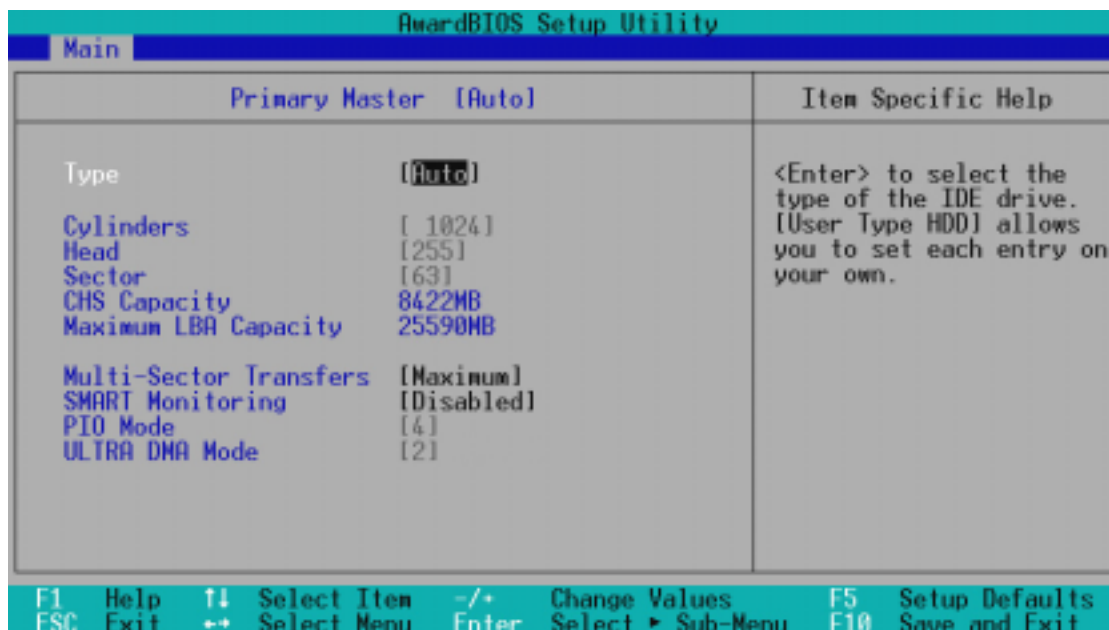 AwardBIOS Setup Utility
Main
Primary Master [Auto]
Item Specific Help
Type [Auto]
Cylinders [ 1024]
Head [255]
Sector [63]
CHS Capacity 8422MB
Maximum LBA Capacity 25590MB
Multi-Sector Transfers [Maximum]
SMART Monitoring [Disabled]
PIO Mode [4]
ULTRA DMA Mode [2]
<Enter> to select the
type of the IDE drive.
[User Type HDD] allows
you to set each entry on
your own.
F1 Help ↑↓ Select Item -/+ Change Values F5 Setup Defaults
ESC Exit ←→ Select Menu Enter Select ► Sub-Menu F10 Save and Exit